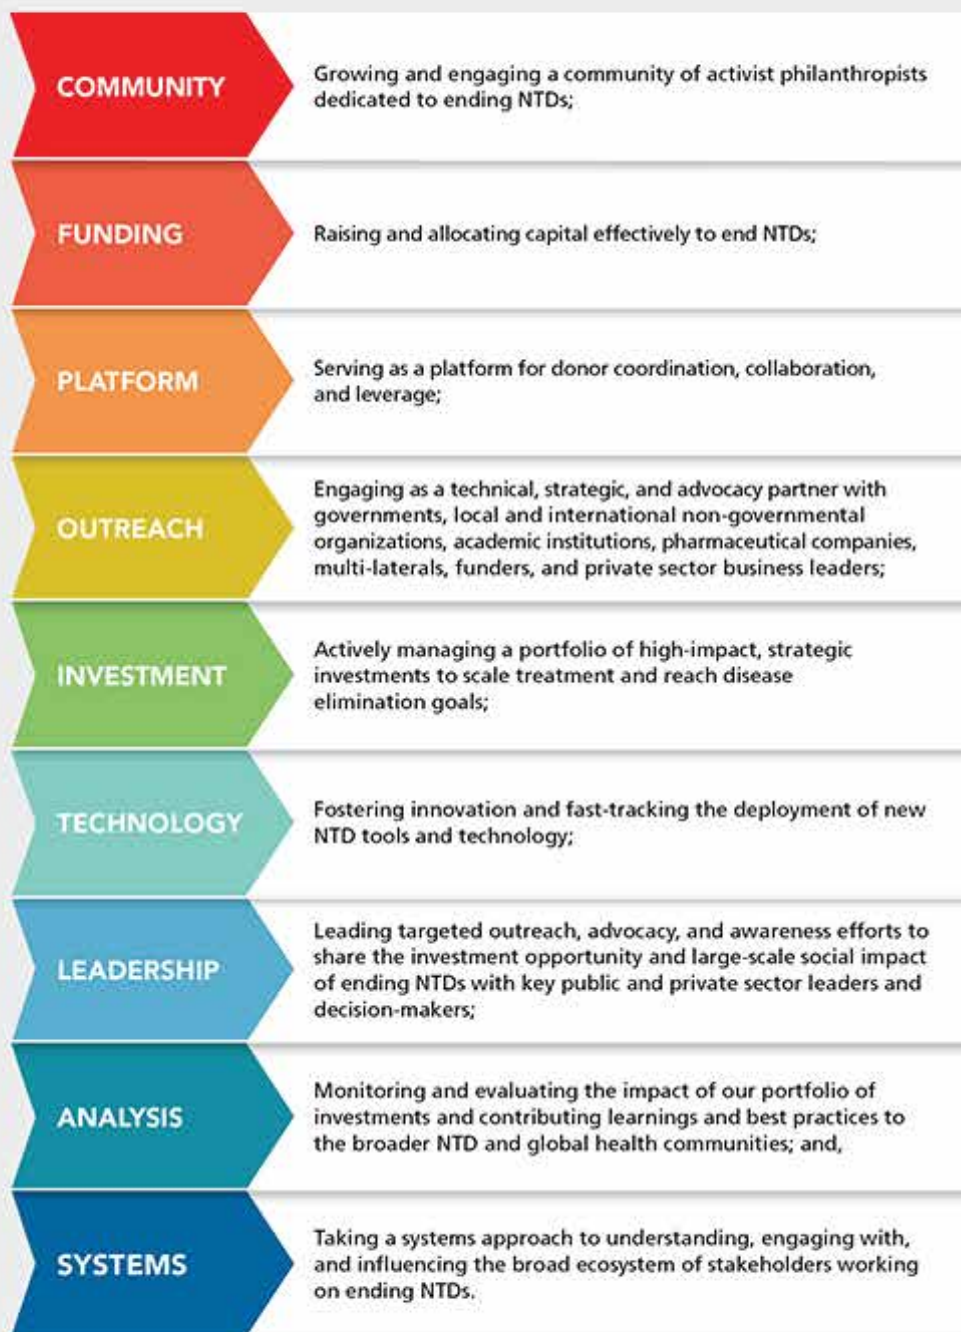 COMMUNITY
Growing and engaging a community of activist philanthropists
dedicated to ending NTDs;
FUNDING
Raising and allocating capital effectively to end NTDs;
PLATFORM
Serving as a platform for donor coordination, collaboration,
and leverage;
OUTREACH
Engaging as a technical, strategic, and advocacy partner with
governments, local and international non-governmental
organizations, academic institutions, pharmaceutical companies,
multi-laterals, funders, and private sector business leaders;
INVESTMENT
Actively managing a portfolio of high-impact, strategic
investments to scale treatment and reach disease
elimination goals;
TECHNOLOGY
Fostering innovation and fast-tracking the deployment of new
NTD tools and technology;
LEADERSHIP
Leading targeted outreach, advocacy, and awareness efforts to
share the investment opportunity and large-scale social impact
of ending NTDs with key public and private sector leaders and
decision-makers;
ANALYSIS
Monitoring and evaluating the impact of our portfolio of
investments and contributing learnings and best practices to
the broader NTD and global health communities; and,
SYSTEMS
Taking a systems approach to understanding, engaging with,
and influencing the broad ecosystem of stakeholders working
on ending NTDs.